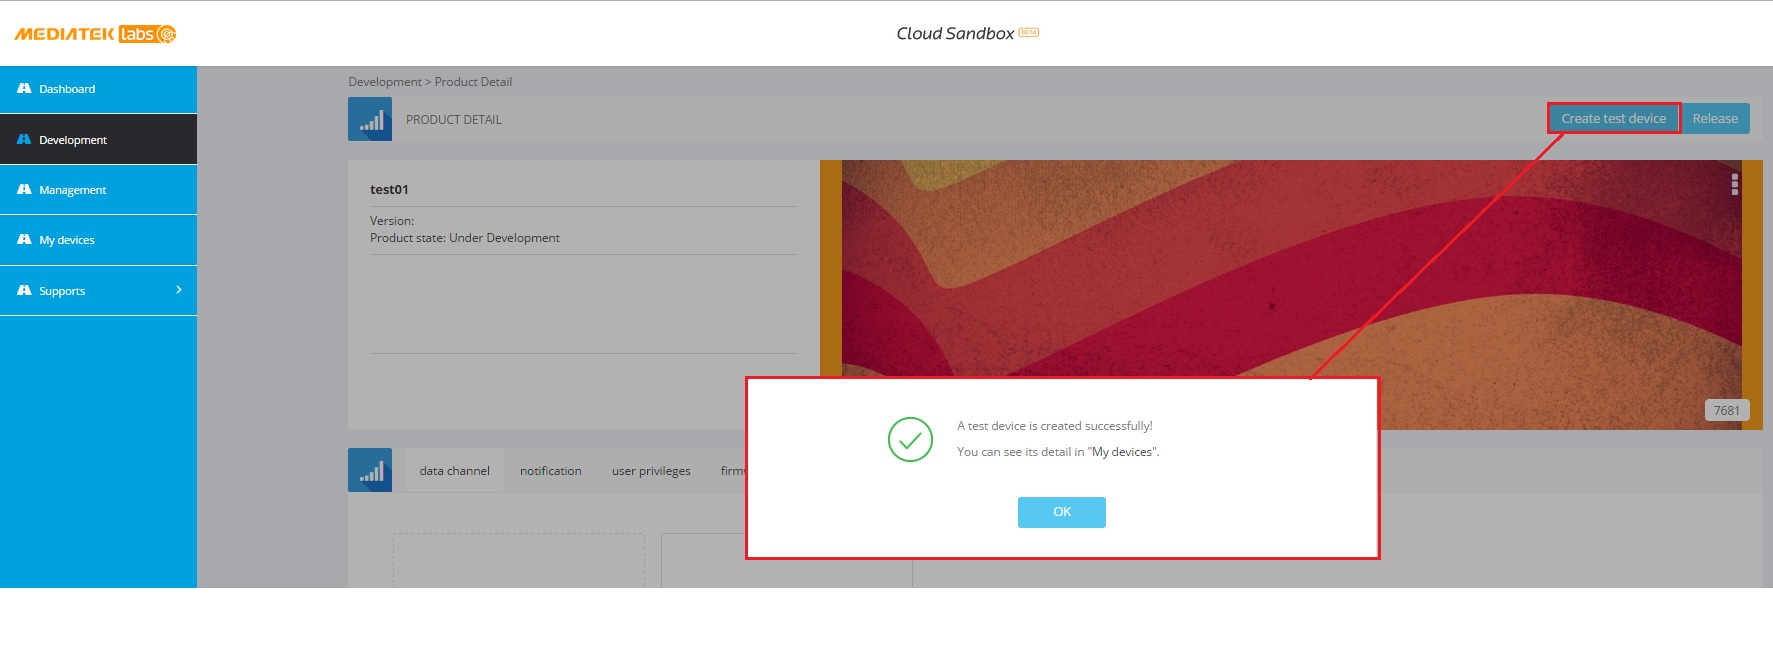 MEDIATEK labs
Cloud Sandbox BETA
Dashboard
Development
Management
My devices
Supports
Development > Product Detail
PRODUCT DETAIL
Create test device
Release
test01
Version:
Product state: Under Development
7681
data channel
notification
user privileges
firm
A test device is created successfully!
You can see its detail in "My devices".
OK